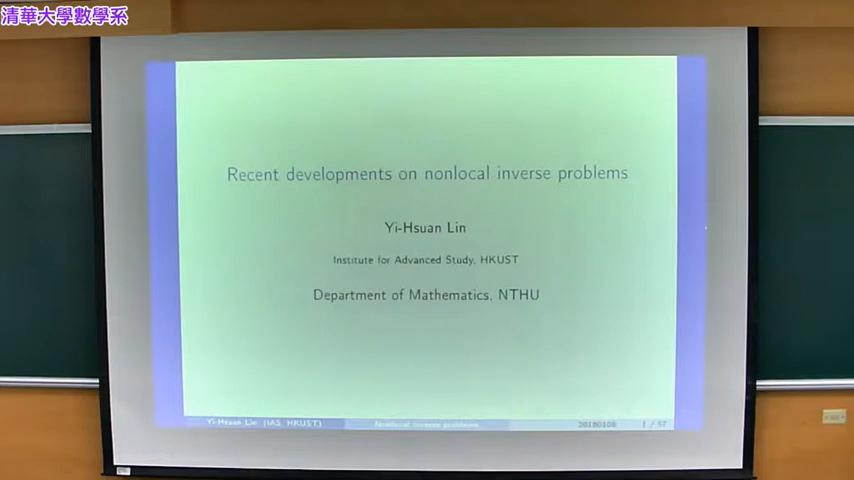 清華大學數學系
Recent developments on nonlocal inverse problems
Yi-Hsuan Lin
Institute for Advanced Study, HKUST
Department of Mathematics, NTHU
Yi-Hsuan Lin (IAS HKUST) Nonlocal inverse problems 20180108 1 / 57